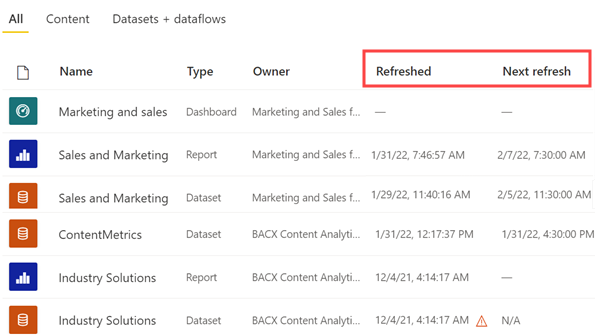 All Content Datasets + dataflows
Name Type Owner Refreshed Next refresh
Marketing and sales Dashboard Marketing and Sales f... — —
Sales and Marketing Report Marketing and Sales f... 1/31/22, 7:46:57 AM 2/7/22, 7:30:00 AM
Sales and Marketing Dataset Marketing and Sales f... 1/29/22, 11:40:16 AM 2/5/22, 11:30:00 AM
ContentMetrics Dataset BACX Content Analyti... 1/31/22, 12:17:37 PM 1/31/22, 4:30:00 PM
Industry Solutions Report BACX Content Analyti... 12/4/21, 4:14:17 AM —
Industry Solutions Dataset BACX Content Analyti... 12/4/21, 4:14:17 AM N/A